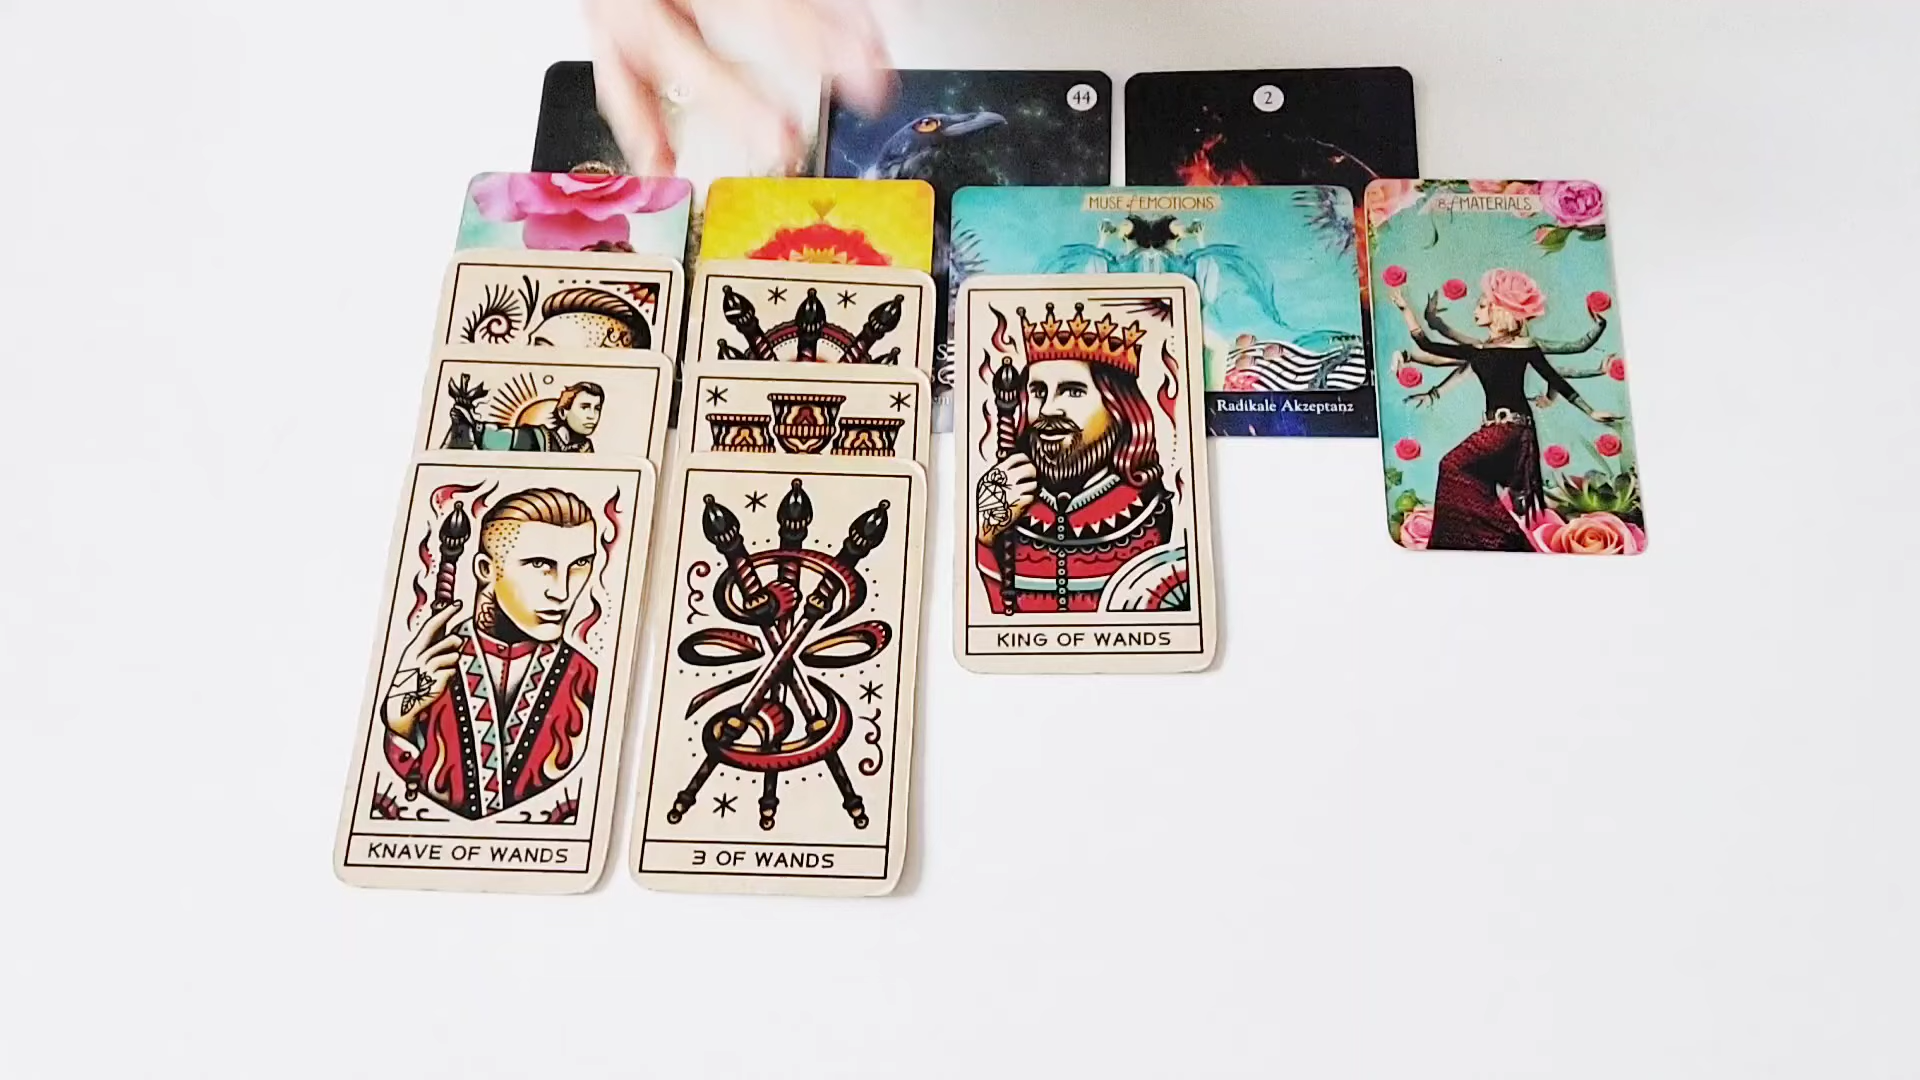 44
2
MUSE of EMOTIONS
8 of MATERIALS
Radikale Akzeptanz
KING OF WANDS
KNAVE OF WANDS
3 OF WANDS